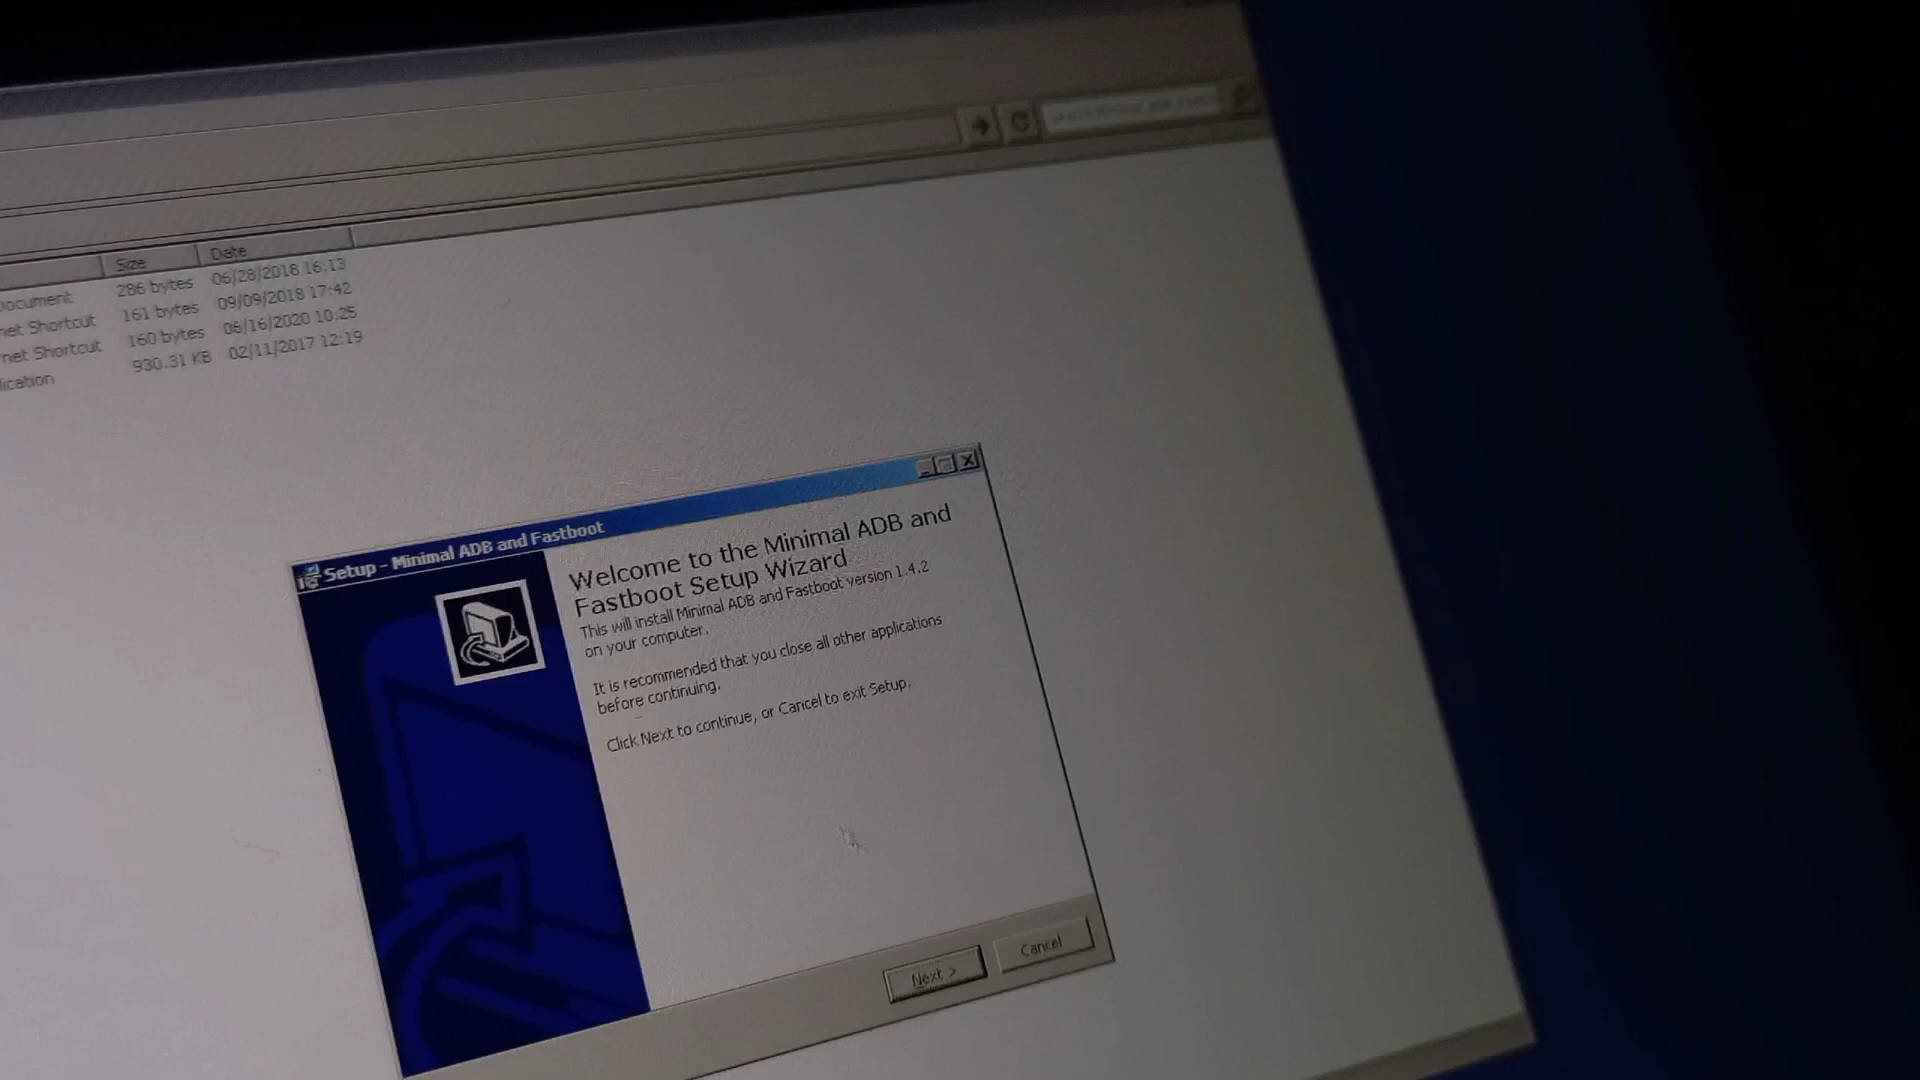 Size Date
ocument 286 bytes 06/28/2018 16:13
net Shortcut 161 bytes 09/09/2018 17:42
rnet Shortcut 160 bytes 06/16/2020 10:25
lication 930.31 KB 02/11/2017 12:19
Setup - Minimal ADB and Fastboot
Welcome to the Minimal ADB and
Fastboot Setup Wizard
This will install Minimal ADB and Fastboot version 1.4.2
on your computer.
It is recommended that you close all other applications
before continuing.
Click Next to continue, or Cancel to exit Setup.
Next >
Cancel